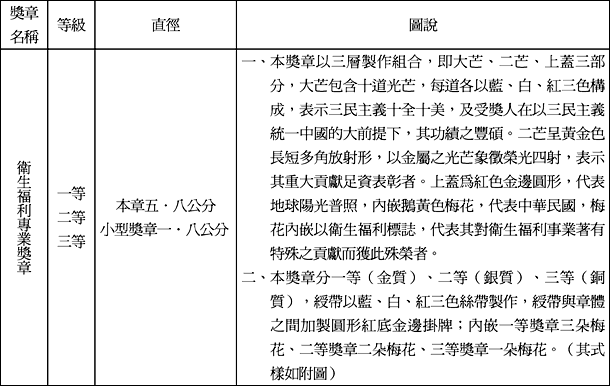 獎章
名稱
等級
直徑
圖說
衛生福利專業獎章
一等
二等
三等
本章五．八公分
小型獎章一．八公分
一、本獎章以三層製作組合，即大芒、二芒、上蓋三部
分，大芒包含十道光芒，每道各以藍、白、紅三色構
成，表示三民主義十全十美，及受獎人在以三民主義
統一中國的大前提下，其功績之豐碩。二芒呈黃金色
長短多角放射形，以金屬之光芒象徵榮光四射，表示
其重大貢獻足資表彰者。上蓋爲紅色金邊圓形，代表
地球陽光普照，內嵌鵝黃色梅花，代表中華民國，梅
花內嵌以衛生福利標誌，代表其對衛生福利事業著有
特殊之貢獻而獲此殊榮者。
二、本獎章分一等（金質）、二等（銀質）、三等（銅
質），綬帶以藍、白、紅三色絲帶製作，綬帶與章體
之間加製圓形紅底金邊掛牌；內嵌一等獎章三朵梅
花、二等獎章二朵梅花、三等獎章一朵梅花。（其式
樣如附圖）